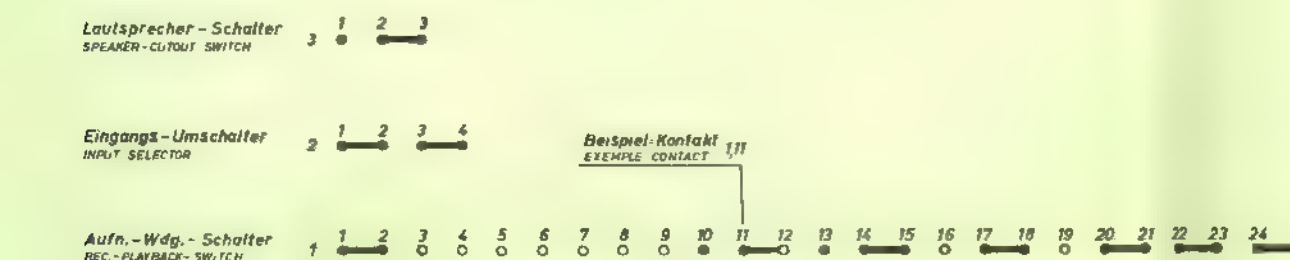 Lautsprecher - Schalter 1 2 3
SPEAKER-CUTOUT SWITCH 3
Eingangs - Umschalter 1 2 3 4
INPUT SELECTOR 2
Beispiel-Kontakt 1,11
EXEMPLE CONTACT
Aufn. - Wdg. - Schalter 1 2 3 4 5 6 7 8 9 10 11 12 13 14 15 16 17 18 19 20 21 22 23 24
REC. - PLAYBACK - SWITCH 1